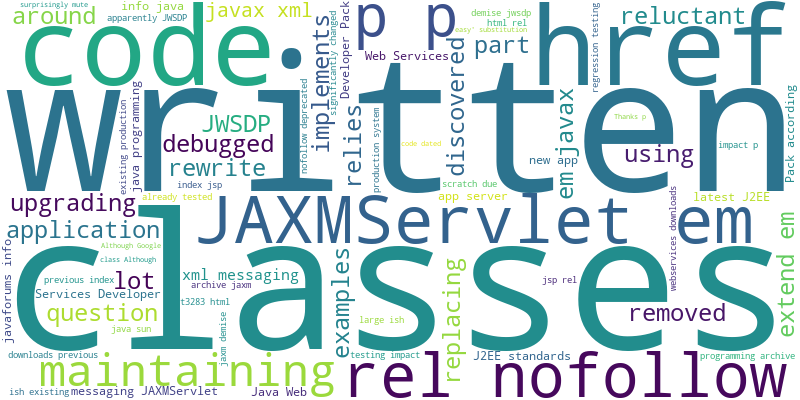 surprisingly mute
info java
apparently JWSDP
around
code
javax xml
implements
significantly changed
Developer Pack
p p
demise jwsdp
html rel
easy' substitution
Web Services
part
href
regression testing
reluctant
written
existing production
java programming
JWSDP
debugged
rewrite
index jsp
nofollow deprecated
relies
production system
code dated
discovered
new app
em javax
Thanks p
using
impact p
Pack according
upgrading
already tested
application
JAXMServlet em
scratch due
app server
webservices downloads
latest J2EE
extend em
javaforums info
Although Google
class Although
previous index
lot
Services Developer
question
java sun
classes
xml messaging
archive jaxm
t3283 html
jaxm demise
examples
large ish
replacing
jsp rel
removed
downloads previous
maintaining
testing impact
J2EE standards
programming archive
ish existing
messaging JAXMServlet
Java Web
rel nofollow